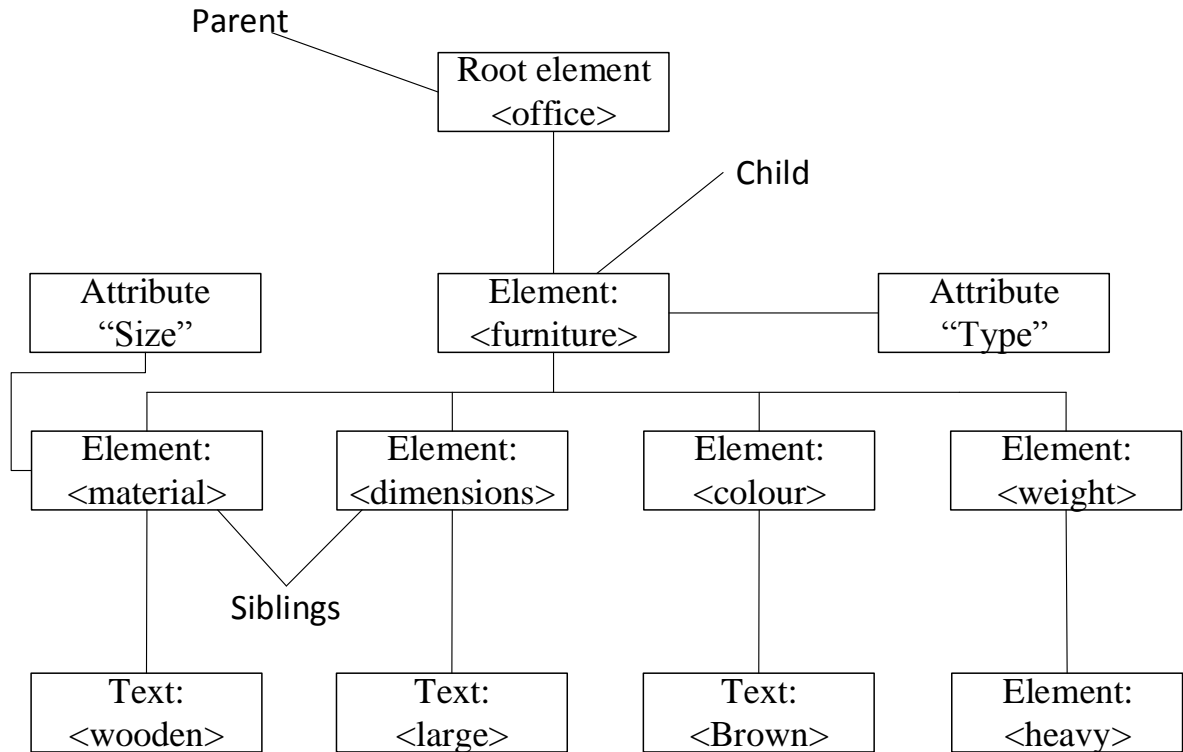 Parent
Root element
<office>
Child
Attribute
“Size”
Element:
<furniture>
Attribute
“Type”
Element:
<material>
Element:
<dimensions>
Element:
<colour>
Element:
<weight>
Siblings
Text:
<wooden>
Text:
<large>
Text:
<Brown>
Element:
<heavy>